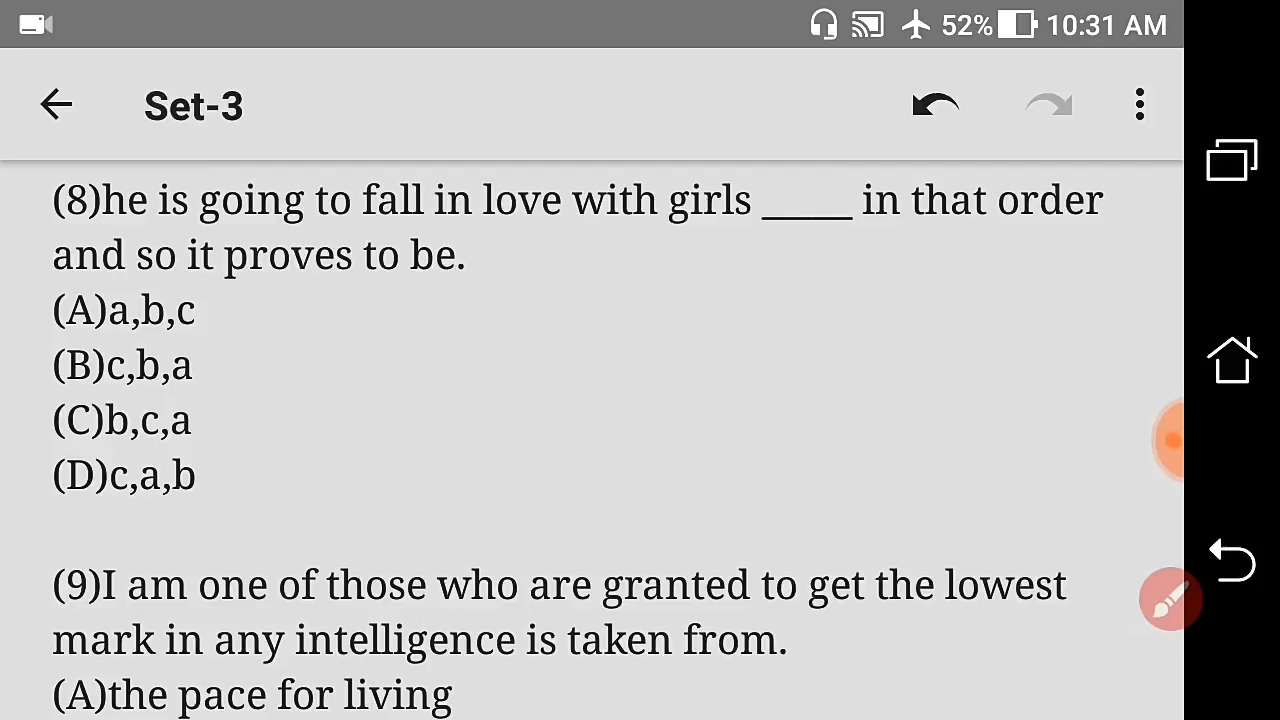 52% 10:31 AM
Set-3
(8)he is going to fall in love with girls _____ in that order
and so it proves to be.
(A)a,b,c
(B)c,b,a
(C)b,c,a
(D)c,a,b
(9)I am one of those who are granted to get the lowest
mark in any intelligence is taken from.
(A)the pace for living